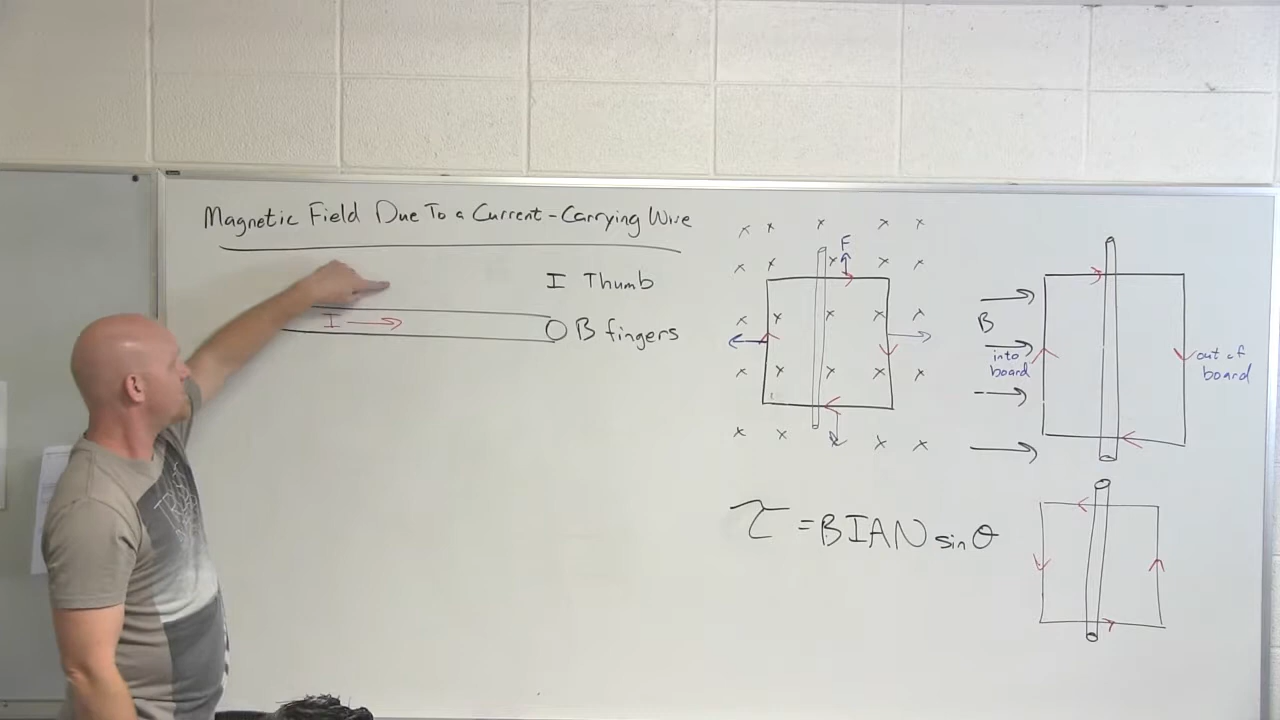 Magnetic Field Due To a Current-Carrying Wire
I Thumb
B fingers
I
F
B
into
board
out of
board
τ = BIAN sin θ